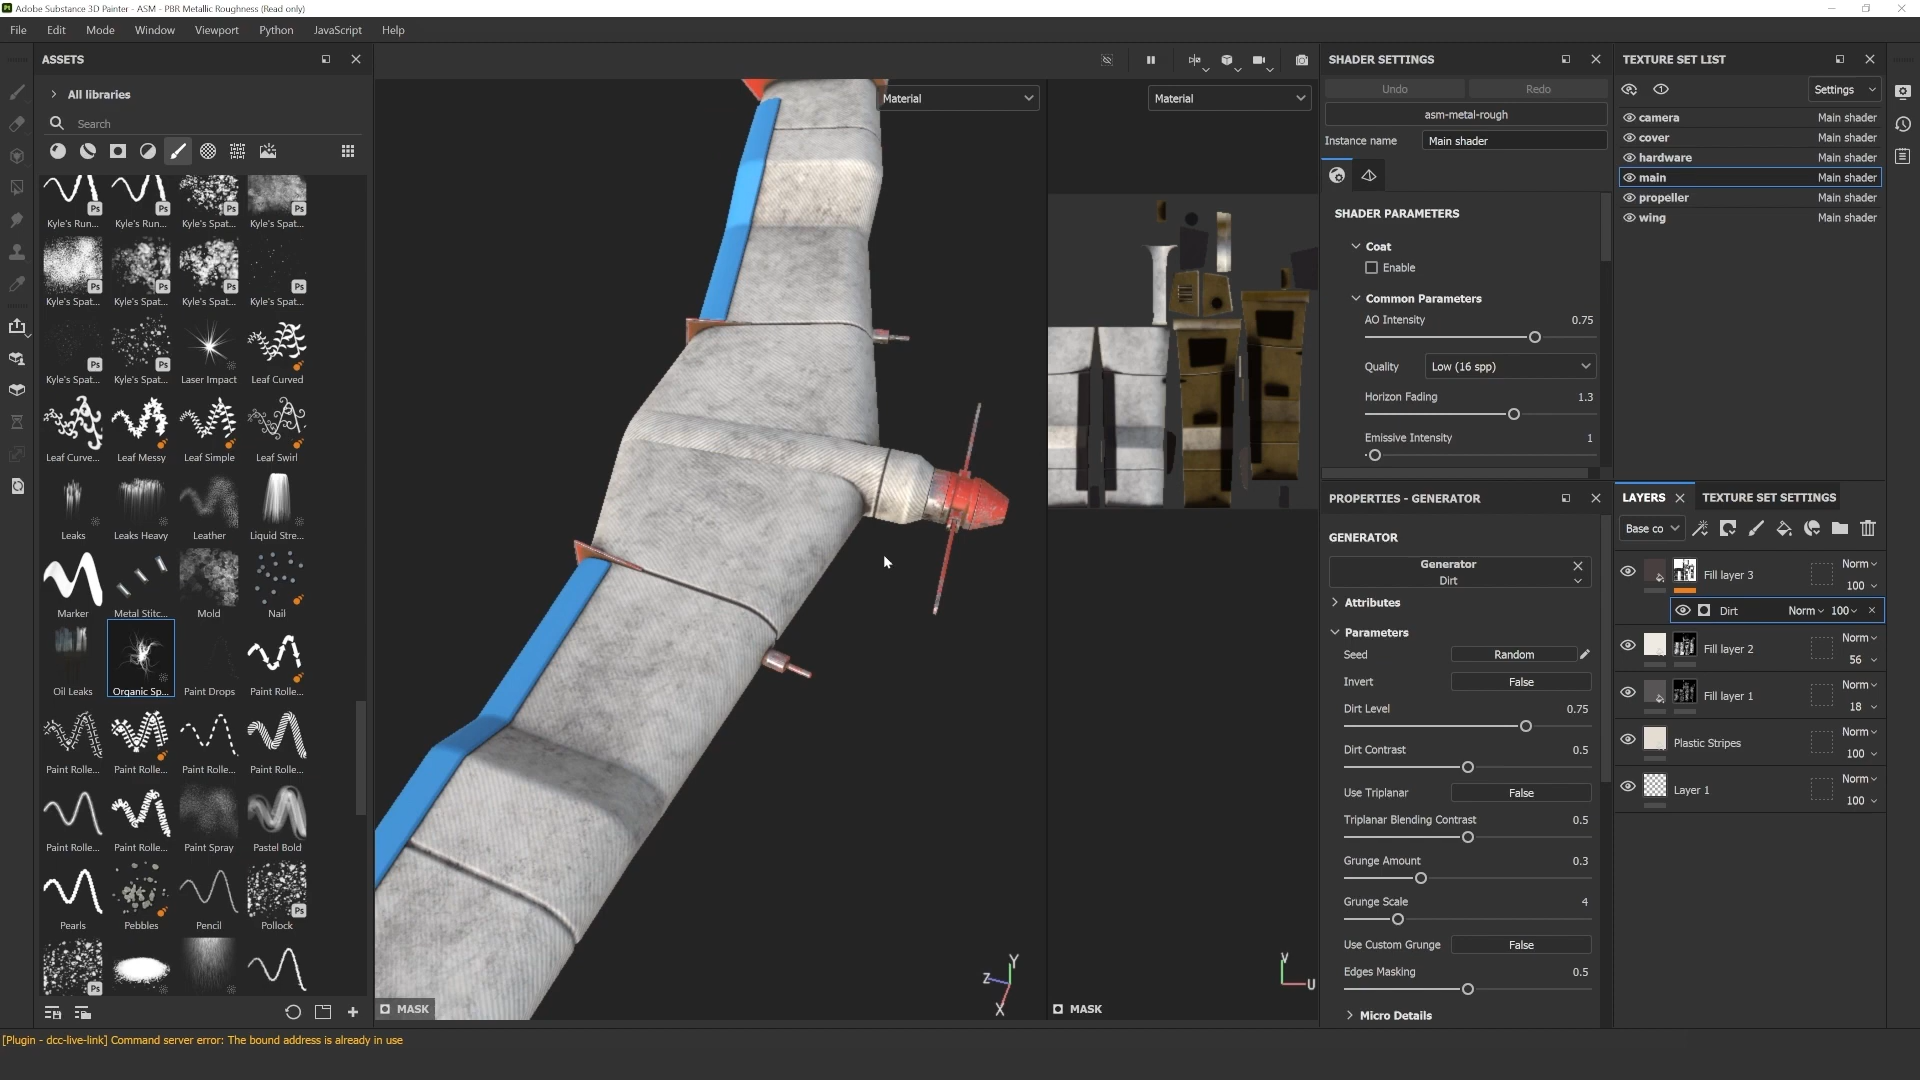 Adobe Substance 3D Painter - ASM - PBR Metallic Roughness (Read only)
File Edit Mode Window Viewport Python JavaScript Help
ASSETS
All libraries
Search
Kyle's Run... Kyle's Run... Kyle's Spat... Kyle's Spat...
Kyle's Spat... Kyle's Spat... Kyle's Spat... Kyle's Spat...
Kyle's Spat... Kyle's Spat... Laser Impact Leaf Curved
Leaf Curve... Leaf Messy Leaf Simple Leaf Swirl
Leaks Leaks Heavy Leather Liquid Stre...
Marker Metal Stitc... Mold Nail
Oil Leaks Organic Sp... Paint Drops Paint Rolle...
Paint Rolle... Paint Rolle... Paint Rolle... Paint Rolle...
Paint Rolle... Paint Rolle... Paint Spray Pastel Bold
Pearls Pebbles Pencil Pollock
Material
Material
MASK
MASK
Y
Z
X
V
U
SHADER SETTINGS
Undo Redo
asm-metal-rough
Instance name Main shader
SHADER PARAMETERS
Coat
Enable
Common Parameters
AO Intensity 0.75
Quality Low (16 spp)
Horizon Fading 1.3
Emissive Intensity 1
PROPERTIES - GENERATOR
GENERATOR
Generator
Dirt
Attributes
Parameters
Seed Random
Invert False
Dirt Level 0.75
Dirt Contrast 0.5
Use Triplanar False
Triplanar Blending Contrast 0.5
Grunge Amount 0.3
Grunge Scale 4
Use Custom Grunge False
Edges Masking 0.5
Micro Details
TEXTURE SET LIST
Settings
camera Main shader
cover Main shader
hardware Main shader
main Main shader
propeller Main shader
wing Main shader
LAYERS TEXTURE SET SETTINGS
Base co
Fill layer 3 Norm 100
Dirt Norm 100
Fill layer 2 Norm 56
Fill layer 1 Norm 18
Plastic Stripes Norm 100
Layer 1 Norm 100
[Plugin - dcc-live-link] Command server error: The bound address is already in use